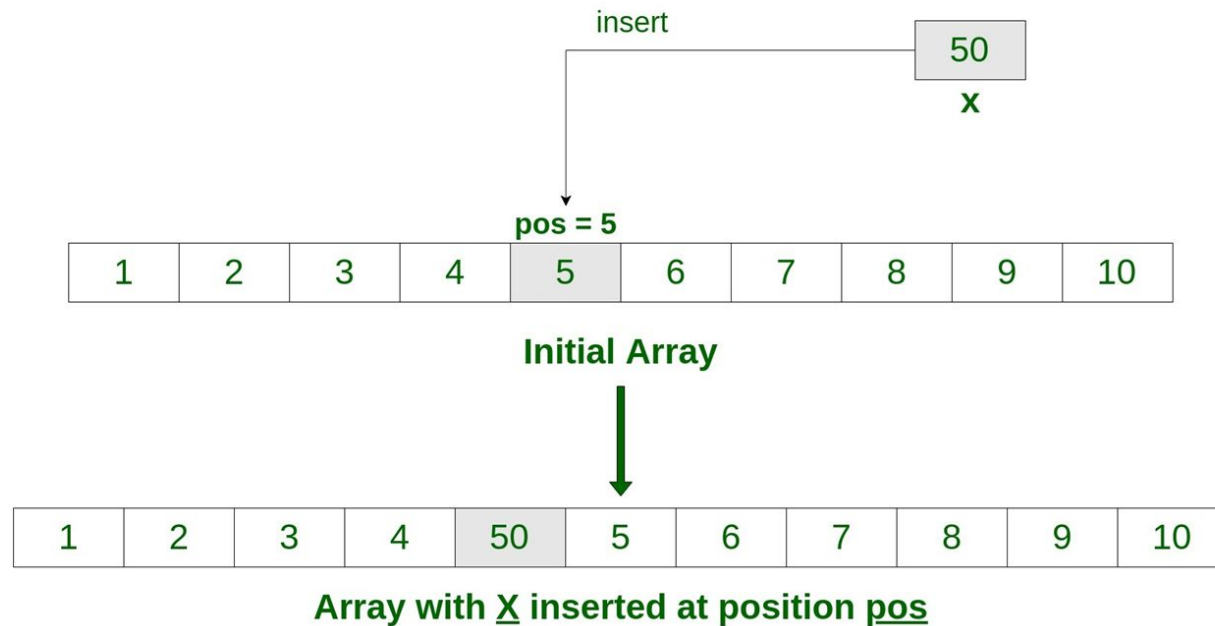 insert
50
x
pos = 5
1 2 3 4 5 6 7 8 9 10
Initial Array
1 2 3 4 50 5 6 7 8 9 10
Array with X inserted at position pos